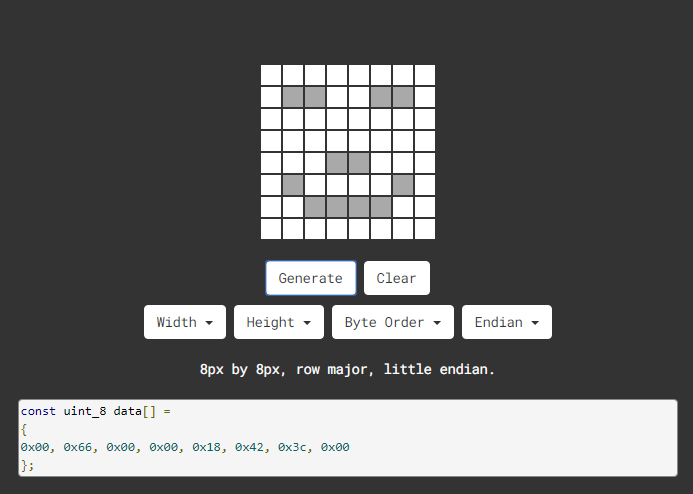 Generate Clear
Width Height Byte Order Endian
8px by 8px, row major, little endian.
const uint_8 data[] =
{
0x00, 0x66, 0x00, 0x00, 0x18, 0x42, 0x3c, 0x00
};